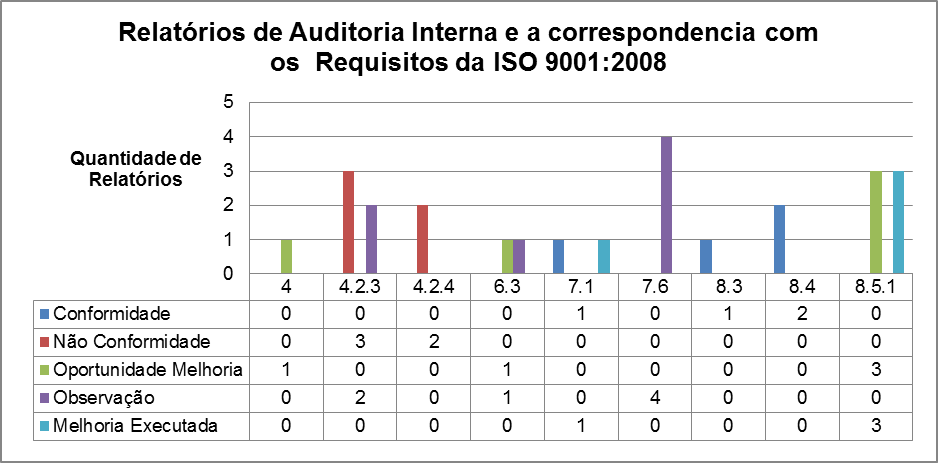 Relatórios de Auditoria Interna e a correspondencia com
os Requisitos da ISO 9001:2008
Quantidade de
Relatórios
5
4
3
2
1
0
4 4.2.3 4.2.4 6.3 7.1 7.6 8.3 8.4 8.5.1
Conformidade 0 0 0 0 1 0 1 2 0
Não Conformidade 0 3 2 0 0 0 0 0 0
Oportunidade Melhoria 1 0 0 1 0 0 0 0 3
Observação 0 2 0 1 0 4 0 0 0
Melhoria Executada 0 0 0 0 1 0 0 0 3